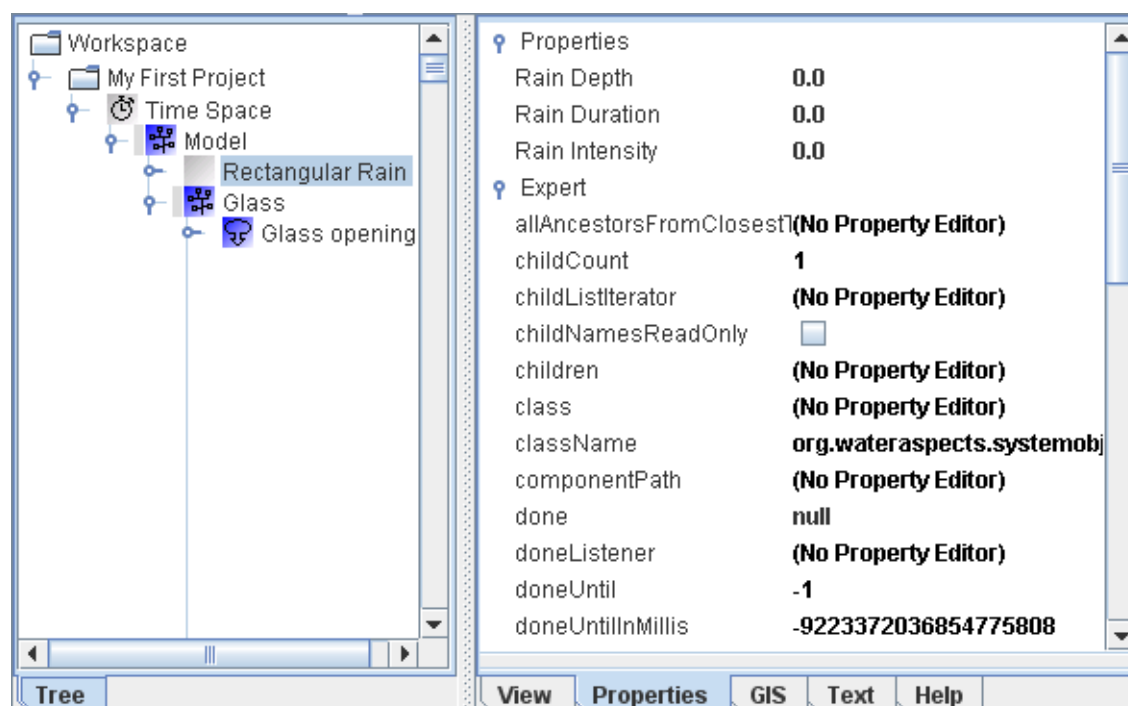 Workspace
My First Project
Time Space
Model
Rectangular Rain
Glass
Glass opening
Tree
Properties
Rain Depth 0.0
Rain Duration 0.0
Rain Intensity 0.0
Expert
allAncestorsFromClosestT(No Property Editor)
childCount 1
childListIterator (No Property Editor)
childNamesReadOnly
children (No Property Editor)
class (No Property Editor)
className org.wateraspects.systemobj
componentPath (No Property Editor)
done null
doneListener (No Property Editor)
doneUntil -1
doneUntilInMillis -9223372036854775808
View Properties GIS Text Help